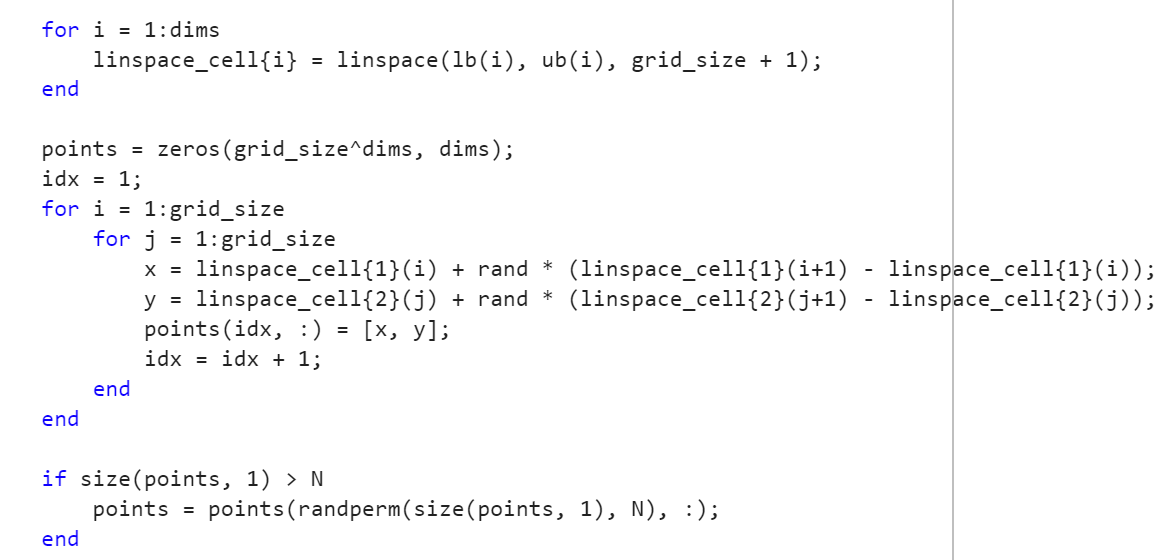 for i = 1:dims
    linspace_cell{i} = linspace(lb(i), ub(i), grid_size + 1);
end

points = zeros(grid_size^dims, dims);
idx = 1;
for i = 1:grid_size
    for j = 1:grid_size
        x = linspace_cell{1}(i) + rand * (linspace_cell{1}(i+1) - linspace_cell{1}(i));
        y = linspace_cell{2}(j) + rand * (linspace_cell{2}(j+1) - linspace_cell{2}(j));
        points(idx, :) = [x, y];
        idx = idx + 1;
    end
end

if size(points, 1) > N
    points = points(randperm(size(points, 1), N), :);
end